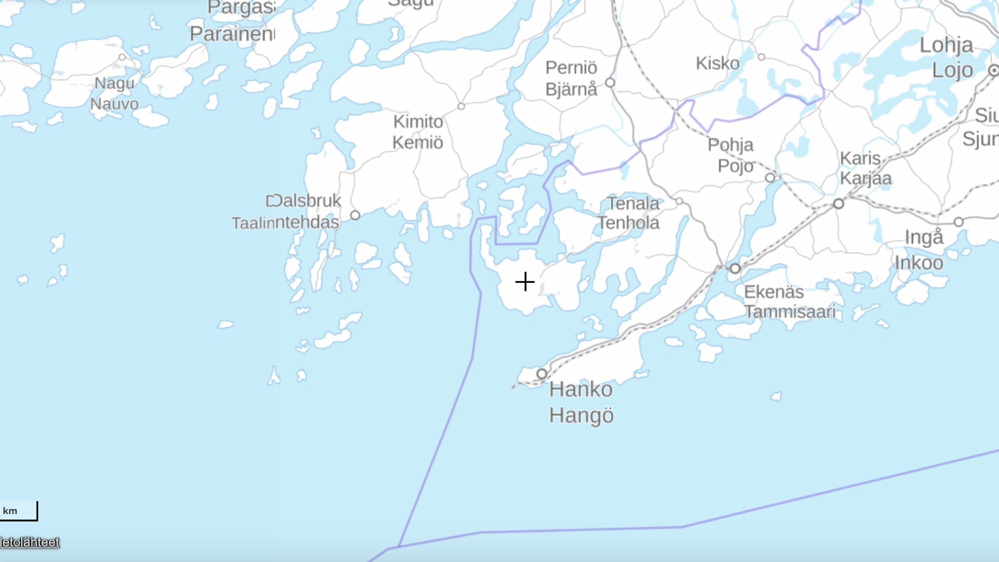 Pargas
Parainen
Sagu
Nagu
Nauvo
Kimito
Kemiö
Perniö
Bjärnå
Kisko
Lohja
Lojo
Siu
Sjun
Pohja
Pojo
Karis
Karjaa
Dalsbruk
Taalintehdas
Tenala
Tenhola
Ingå
Inkoo
Ekenäs
Tammisaari
Hanko
Hangö
km
ietolähteet